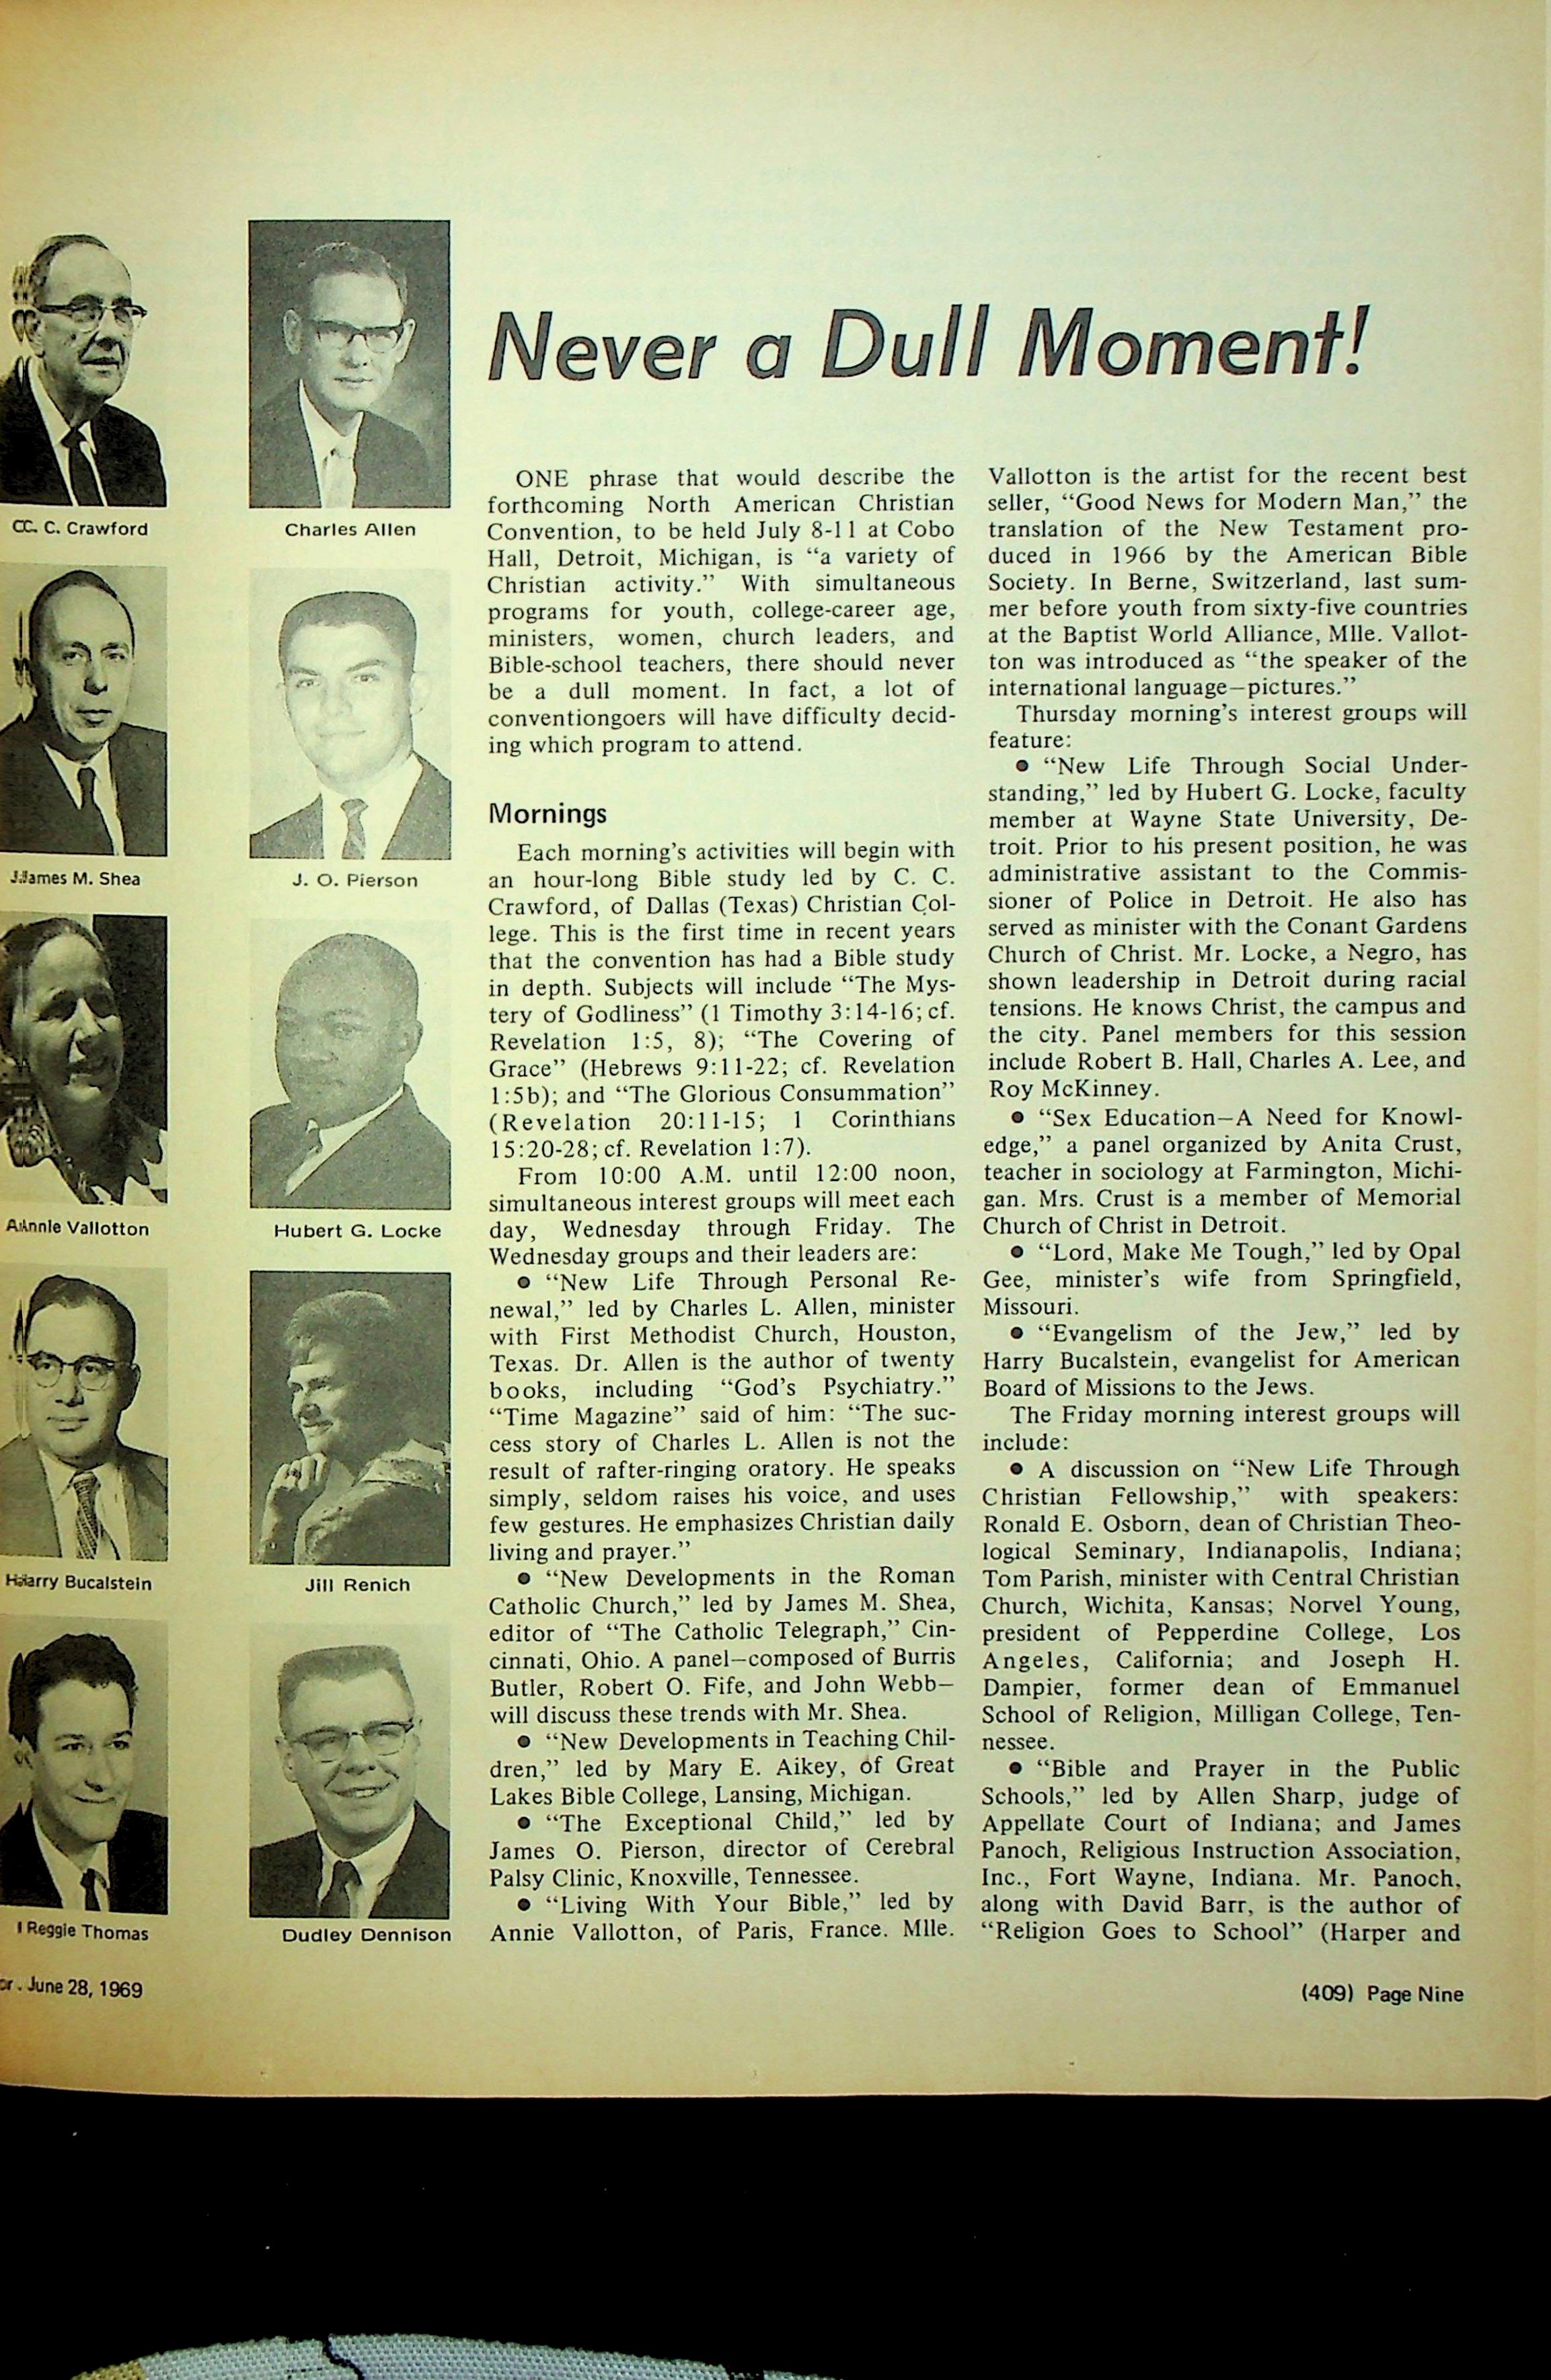 Never a Dull Moment!
C. C. Crawford
Charles Allen
James M. Shea
J. O. Pierson
Annie Vallotton
Hubert G. Locke
Harry Bucalstein
Jill Renich
Reggie Thomas
Dudley Dennison
ONE phrase that would describe the
forthcoming North American Christian
Convention, to be held July 8-11 at Cobo
Hall, Detroit, Michigan, is “a variety of
Christian activity.” With simultaneous
programs for youth, college-career age,
ministers, women, church leaders, and
Bible-school teachers, there should never
be a dull moment. In fact, a lot of
conventiongoers will have difficulty decid-
ing which program to attend.
Mornings
Each morning’s activities will begin with
an hour-long Bible study led by C. C.
Crawford, of Dallas (Texas) Christian Col-
lege. This is the first time in recent years
that the convention has had a Bible study
in depth. Subjects will include “The Mys-
tery of Godliness” (1 Timothy 3:14-16; cf.
Revelation 1:5, 8); “The Covering of
Grace” (Hebrews 9:11-22; cf. Revelation
1:5b); and “The Glorious Consummation”
(Revelation 20:11-15; 1 Corinthians
15:20-28; cf. Revelation 1:7).
From 10:00 A.M. until 12:00 noon,
simultaneous interest groups will meet each
day, Wednesday through Friday. The
Wednesday groups and their leaders are:
● “New Life Through Personal Re-
newal,” led by Charles L. Allen, minister
with First Methodist Church, Houston,
Texas. Dr. Allen is the author of twenty
books, including “God’s Psychiatry.”
“Time Magazine” said of him: “The suc-
cess story of Charles L. Allen is not the
result of rafter-ringing oratory. He speaks
simply, seldom raises his voice, and uses
few gestures. He emphasizes Christian daily
living and prayer.”
● “New Developments in the Roman
Catholic Church,” led by James M. Shea,
editor of “The Catholic Telegraph,” Cin-
cinnati, Ohio. A panel—composed of Burris
Butler, Robert O. Fife, and John Webb—
will discuss these trends with Mr. Shea.
● “New Developments in Teaching Chil-
dren,” led by Mary E. Aikey, of Great
Lakes Bible College, Lansing, Michigan.
● “The Exceptional Child,” led by
James O. Pierson, director of Cerebral
Palsy Clinic, Knoxville, Tennessee.
● “Living With Your Bible,” led by
Annie Vallotton, of Paris, France. Mlle.
Vallotton is the artist for the recent best
seller, “Good News for Modern Man,” the
translation of the New Testament pro-
duced in 1966 by the American Bible
Society. In Berne, Switzerland, last sum-
mer before youth from sixty-five countries
at the Baptist World Alliance, Mlle. Vallot-
ton was introduced as “the speaker of the
international language—pictures.”
Thursday morning’s interest groups will
feature:
● “New Life Through Social Under-
standing,” led by Hubert G. Locke, faculty
member at Wayne State University, De-
troit. Prior to his present position, he was
administrative assistant to the Commis-
sioner of Police in Detroit. He also has
served as minister with the Conant Gardens
Church of Christ. Mr. Locke, a Negro, has
shown leadership in Detroit during racial
tensions. He knows Christ, the campus and
the city. Panel members for this session
include Robert B. Hall, Charles A. Lee, and
Roy McKinney.
● “Sex Education—A Need for Knowl-
edge,” a panel organized by Anita Crust,
teacher in sociology at Farmington, Michi-
gan. Mrs. Crust is a member of Memorial
Church of Christ in Detroit.
● “Lord, Make Me Tough,” led by Opal
Gee, minister’s wife from Springfield,
Missouri.
● “Evangelism of the Jew,” led by
Harry Bucalstein, evangelist for American
Board of Missions to the Jews.
The Friday morning interest groups will
include:
● A discussion on “New Life Through
Christian Fellowship,” with speakers:
Ronald E. Osborn, dean of Christian Theo-
logical Seminary, Indianapolis, Indiana;
Tom Parish, minister with Central Christian
Church, Wichita, Kansas; Norvel Young,
president of Pepperdine College, Los
Angeles, California; and Joseph H.
Dampier, former dean of Emmanuel
School of Religion, Milligan College, Ten-
nessee.
● “Bible and Prayer in the Public
Schools,” led by Allen Sharp, judge of
Appellate Court of Indiana; and James
Panoch, Religious Instruction Association,
Inc., Fort Wayne, Indiana. Mr. Panoch,
along with David Barr, is the author of
“Religion Goes to School” (Harper and
June 28, 1969
(409) Page Nine